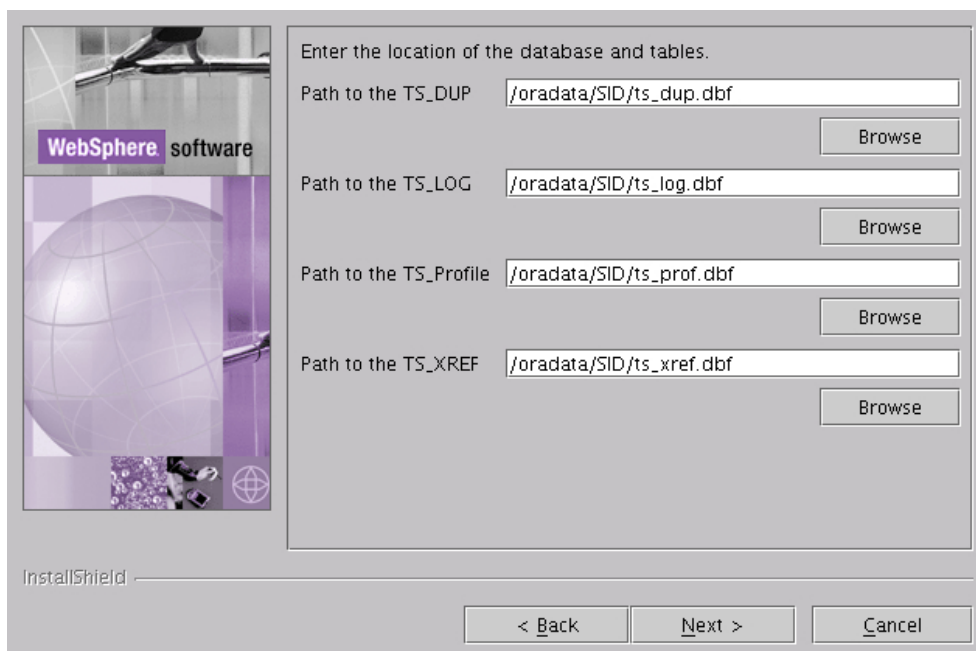 WebSphere. software
Enter the location of the database and tables.
Path to the TS_DUP /oradata/SID/ts_dup.dbf
Browse
Path to the TS_LOG /oradata/SID/ts_log.dbf
Browse
Path to the TS_Profile /oradata/SID/ts_prof.dbf
Browse
Path to the TS_XREF /oradata/SID/ts_xref.dbf
Browse
InstallShield
< Back Next > Cancel